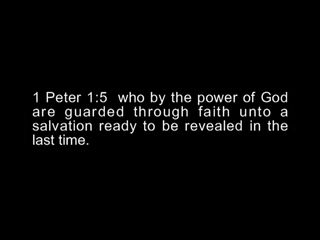 1 Peter 1:5  who by the power of God
are guarded through faith unto a
salvation ready to be revealed in the
last time.